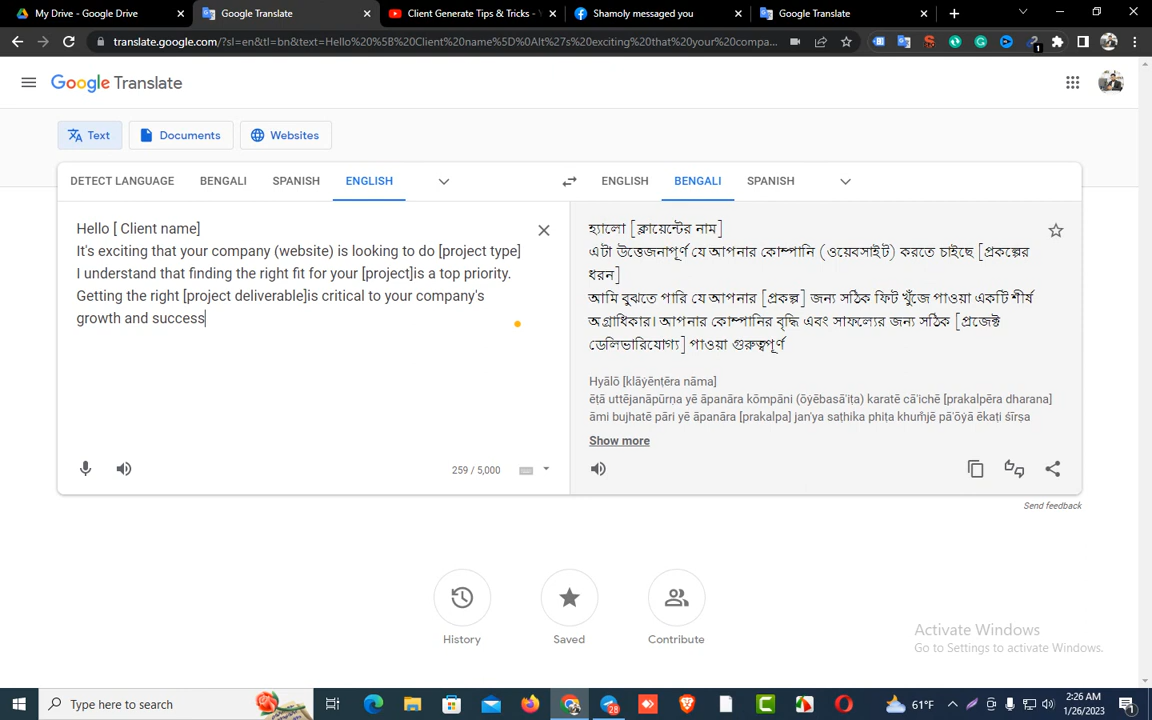 My Drive - Google Drive
Google Translate
Client Generate Tips & Tricks -
Shamoly messaged you
Google Translate
translate.google.com/?sl=en&tl=bn&text=Hello%20%5B%20Client%20name%5D%0AIt%27s%20exciting%20that%20your%20compa...
1
Google Translate
Text
Documents
Websites
DETECT LANGUAGE
BENGALI
SPANISH
ENGLISH
ENGLISH
BENGALI
SPANISH
Hello [ Client name]
It's exciting that your company (website) is looking to do [project type]
I understand that finding the right fit for your [project]is a top priority.
Getting the right [project deliverable]is critical to your company's
growth and success
259 / 5,000
হ্যালো [ক্লায়েন্টের নাম]
এটা উত্তেজনাপূর্ণ যে আপনার কোম্পানি (ওয়েবসাইট) করতে চাইছে [প্রকল্পের
ধরন]
আমি বুঝতে পারি যে আপনার [প্রকল্প] জন্য সঠিক ফিট খুঁজে পাওয়া একটি শীর্ষ
অগ্রাধিকার। আপনার কোম্পানির বৃদ্ধি এবং সাফল্যের জন্য সঠিক [প্রজেক্ট
ডেলিভারিযোগ্য] পাওয়া গুরুত্বপূর্ণ
Hyālō [klāẏēnṭēra nāma]
ēṭā uttējanāpūrṇa yē āpanāra kōmpāni (ōẏēbasā'iṭa) karatē cā'ichē [prakalpēra dharana]
āmi bujhatē pāri yē āpanāra [prakalpa] jan'ya saṭhika phiṭa khum̐jē pā'ōẏā ēkaṭi śīrṣa
Show more
Send feedback
History
Saved
Contribute
Activate Windows
Go to Settings to activate Windows.
Type here to search
28
61°F
2:26 AM
1/26/2023
1